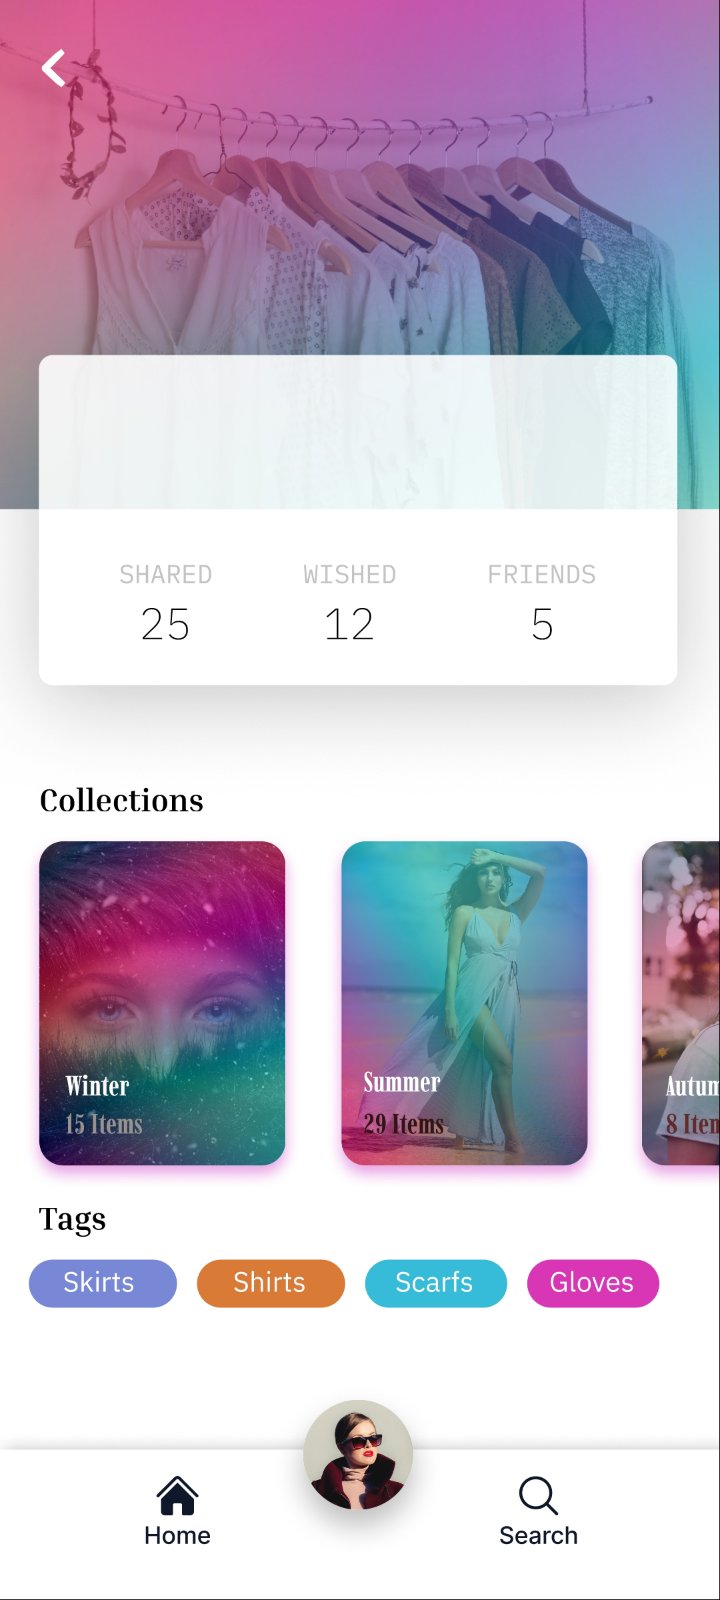 SHARED WISHED FRIENDS
25 12 5
Collections
Winter
15 Items
Summer
29 Items
Autum
8 Iten
Tags
Skirts Shirts Scarfs Gloves
Home Search